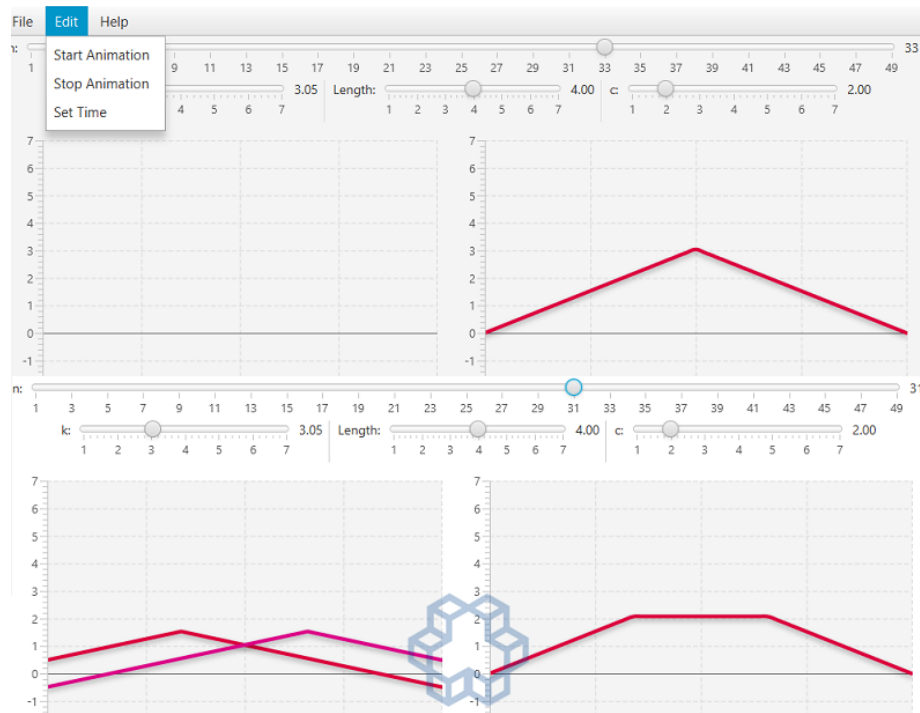 File Edit Help
n: 33
Start Animation
1 9 11 13 15 17 19 21 23 25 27 29 31 33 35 37 39 41 43 45 47 49
Stop Animation
3.05 Length: 4.00 c: 2.00
Set Time
4 5 6 7 1 2 3 4 5 6 7 1 2 3 4 5 6 7
7 7
6 6
5 5
4 4
3 3
2 2
1 1
0 0
-1 -1
n: 31
1 3 5 7 9 11 13 15 17 19 21 23 25 27 29 31 33 35 37 39 41 43 45 47 49
k: 3.05 Length: 4.00 c: 2.00
1 2 3 4 5 6 7 1 2 3 4 5 6 7 1 2 3 4 5 6 7
7 7
6 6
5 5
4 4
3 3
2 2
1 1
0 0
-1 -1